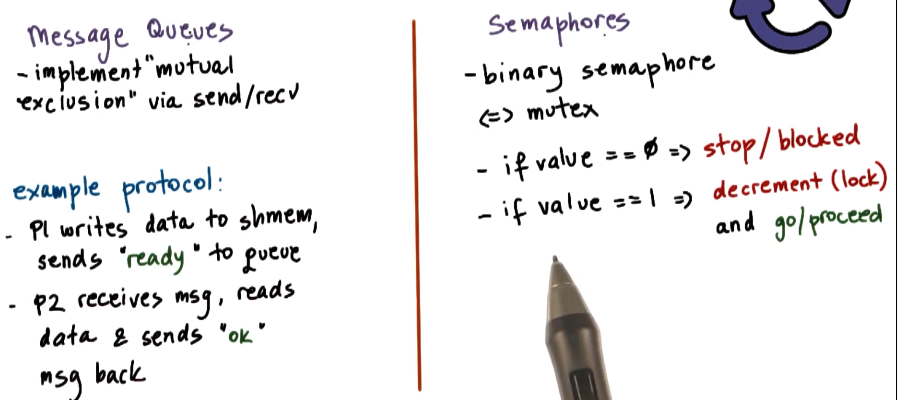 Message Queues
- implement "mutual
exclusion" via send/recv
example protocol:
- P1 writes data to shmem,
sends "ready" to queue
- P2 receives msg, reads
data & sends "ok"
msg back
Semaphores
- binary semaphore
<=> mutex
- if value == 0 => stop/blocked
- if value == 1 => decrement (lock)
and go/proceed